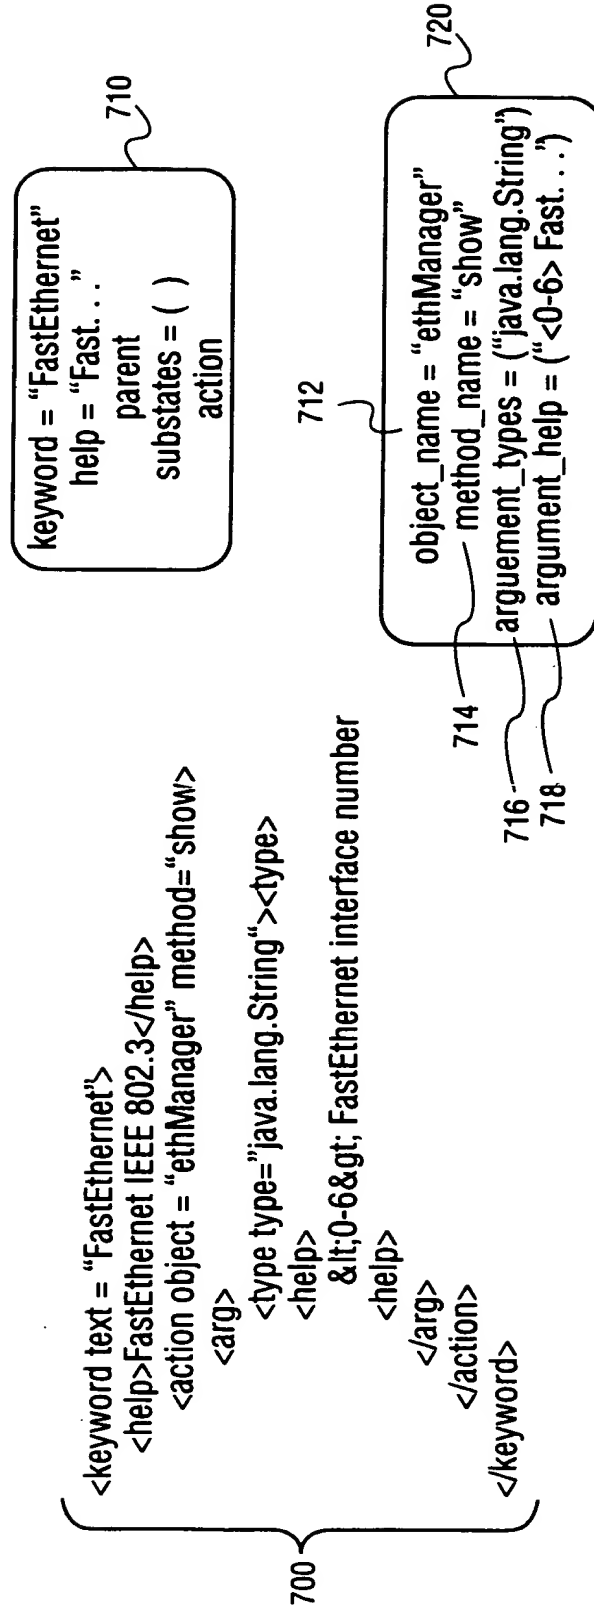 <keyword text = “FastEthernet”>
<help>FastEthernet IEEE 802.3</help>
<action object = “ethManager” method=“show>
<arg>
<type type=”java.lang.String“><type>
<help>
&lt;0-6&gt; FastEthernet interface number
<help>
</arg>
</action>
</keyword>
700
keyword = “FastEthernet”
help = “Fast. . .”
parent
substates = ( )
action
710
712
object_name = “ethManager”
method_name = “show”
arguement_types = (“java.lang.String”)
argument_help = (“<0-6> Fast. . .”)
714
716
718
720